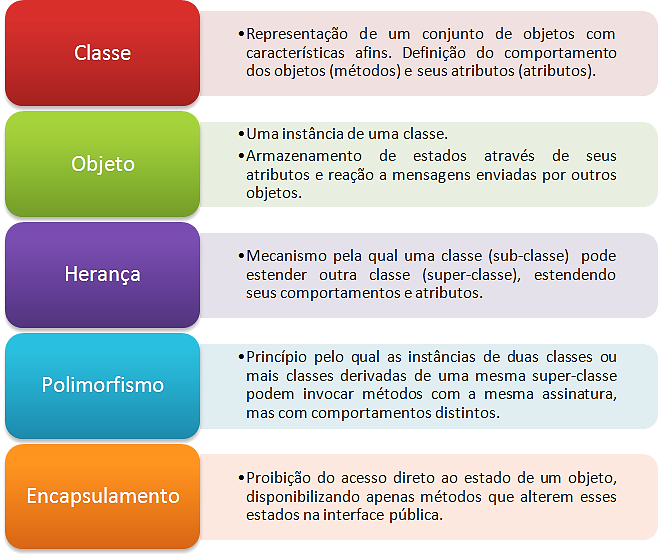 Classe
•Representação de um conjunto de objetos com
características afins. Definição do comportamento
dos objetos (métodos) e seus atributos (atributos).
Objeto
•Uma instância de uma classe.
•Armazenamento de estados através de seus
atributos e reação a mensagens enviadas por outros
objetos.
Herança
•Mecanismo pela qual uma classe (sub-classe) pode
estender outra classe (super-classe), estendendo
seus comportamentos e atributos.
Polimorfismo
•Princípio pelo qual as instâncias de duas classes ou
mais classes derivadas de uma mesma super-classe
podem invocar métodos com a mesma assinatura,
mas com comportamentos distintos.
Encapsulamento
•Proibição do acesso direto ao estado de um objeto,
disponibilizando apenas métodos que alterem esses
estados na interface pública.